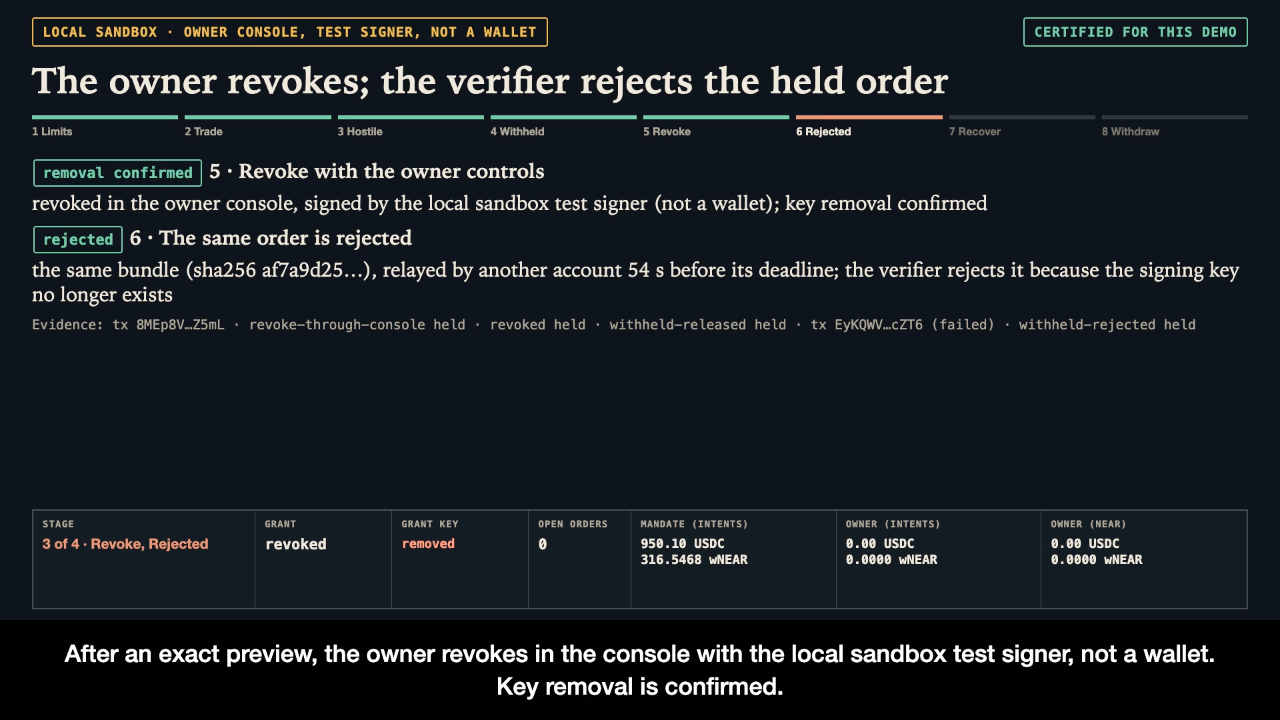 LOCAL SANDBOX · OWNER CONSOLE, TEST SIGNER, NOT A WALLET
CERTIFIED FOR THIS DEMO
The owner revokes; the verifier rejects the held order
1 Limits
2 Trade
3 Hostile
4 Withheld
5 Revoke
6 Rejected
7 Recover
8 Withdraw
removal confirmed 5 · Revoke with the owner controls
revoked in the owner console, signed by the local sandbox test signer (not a wallet); key removal confirmed
rejected 6 · The same order is rejected
the same bundle (sha256 af7a9d25…), relayed by another account 54 s before its deadline; the verifier rejects it because the signing key
no longer exists
Evidence: tx 8MEp8V…Z5mL · revoke-through-console held · revoked held · withheld-released held · tx EyKQWV…cZT6 (failed) · withheld-rejected held
STAGE
3 of 4 · Revoke, Rejected
GRANT
revoked
GRANT KEY
removed
OPEN ORDERS
0
MANDATE (INTENTS)
950.10 USDC
316.5468 wNEAR
OWNER (INTENTS)
0.00 USDC
0.0000 wNEAR
OWNER (NEAR)
0.00 USDC
0.0000 wNEAR
After an exact preview, the owner revokes in the console with the local sandbox test signer, not a wallet.
Key removal is confirmed.